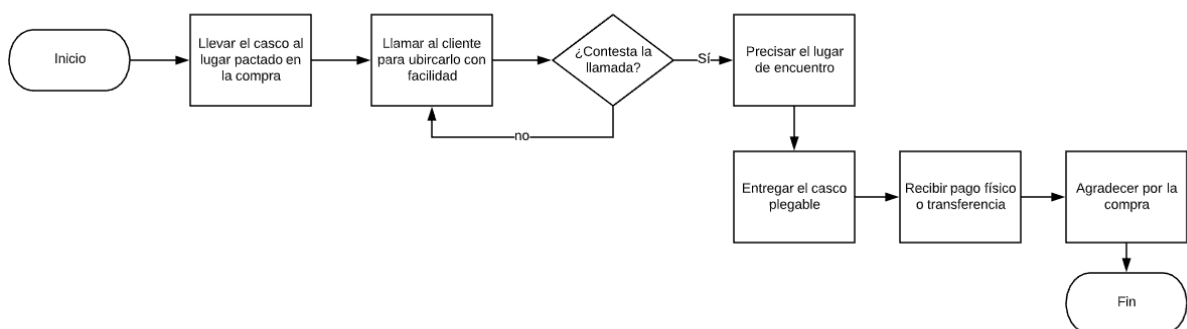 Inicio
Llevar el casco al
lugar pactado en
la compra
Llamar al cliente
para ubircarlo con
facilidad
¿Contesta la
llamada?
Sí
Precisar el lugar
de encuentro
no
Entregar el casco
plegable
Recibir pago físico
o transferencia
Agradecer por la
compra
Fin